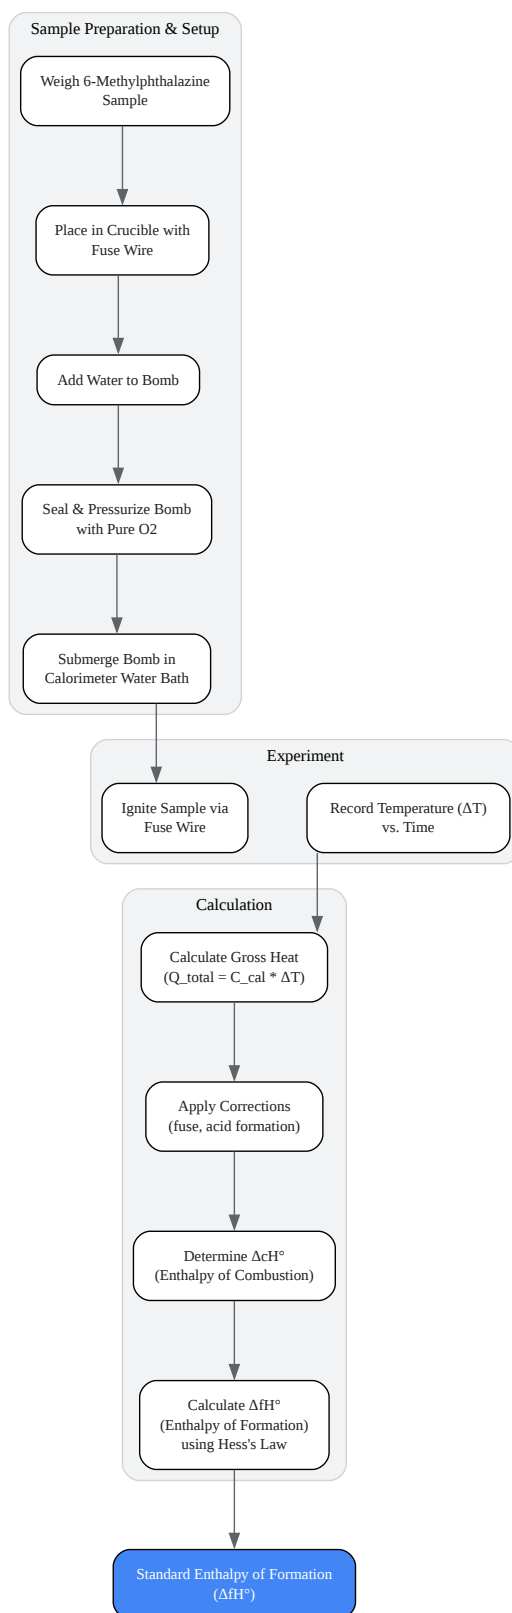 Sample Preparation & Setup
Weigh 6-Methylphthalazine
Sample
Place in Crucible with
Fuse Wire
Add Water to Bomb
Seal & Pressurize Bomb
with Pure O2
Submerge Bomb in
Calorimeter Water Bath
Experiment
Ignite Sample via
Fuse Wire
Record Temperature (ΔT)
vs. Time
Calculation
Calculate Gross Heat
(Q_total = C_cal * ΔT)
Apply Corrections
(fuse, acid formation)
Determine ΔcH°
(Enthalpy of Combustion)
Calculate ΔfH°
(Enthalpy of Formation)
using Hess's Law
Standard Enthalpy of Formation
(ΔfH°)